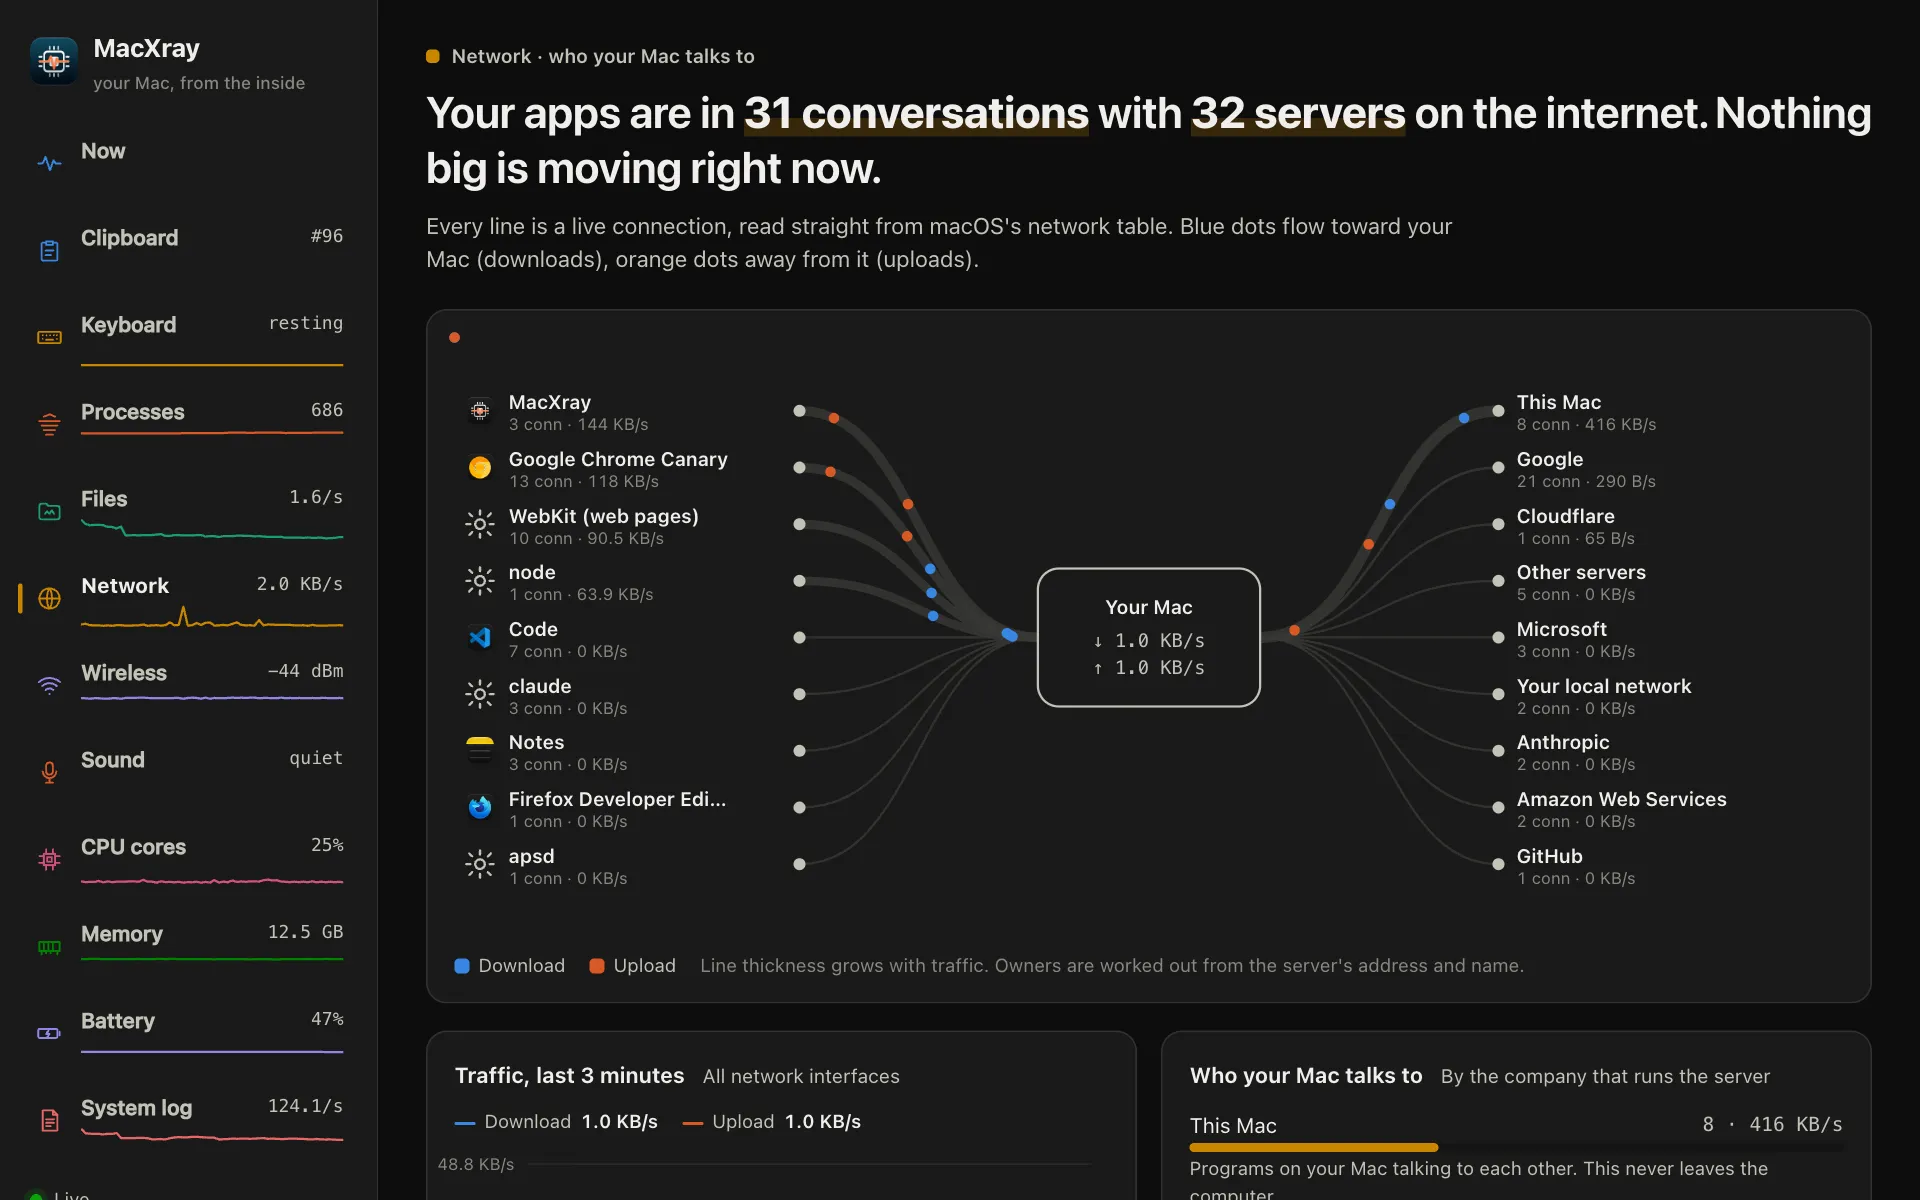 MacXray
your Mac, from the inside
Now
Clipboard #96
Keyboard resting
Processes 686
Files 1.6/s
Network 2.0 KB/s
Wireless −44 dBm
Sound quiet
CPU cores 25%
Memory 12.5 GB
Battery 47%
System log 124.1/s
Live
Network · who your Mac talks to
Your apps are in 31 conversations with 32 servers on the internet. Nothing
big is moving right now.
Every line is a live connection, read straight from macOS's network table. Blue dots flow toward your
Mac (downloads), orange dots away from it (uploads).
MacXray
3 conn · 144 KB/s
Google Chrome Canary
13 conn · 118 KB/s
WebKit (web pages)
10 conn · 90.5 KB/s
node
1 conn · 63.9 KB/s
Code
7 conn · 0 KB/s
claude
3 conn · 0 KB/s
Notes
3 conn · 0 KB/s
Firefox Developer Edi...
1 conn · 0 KB/s
apsd
1 conn · 0 KB/s
Your Mac
↓ 1.0 KB/s
↑ 1.0 KB/s
This Mac
8 conn · 416 KB/s
Google
21 conn · 290 B/s
Cloudflare
1 conn · 65 B/s
Other servers
5 conn · 0 KB/s
Microsoft
3 conn · 0 KB/s
Your local network
2 conn · 0 KB/s
Anthropic
2 conn · 0 KB/s
Amazon Web Services
2 conn · 0 KB/s
GitHub
1 conn · 0 KB/s
Download Upload Line thickness grows with traffic. Owners are worked out from the server's address and name.
Traffic, last 3 minutes All network interfaces
Download 1.0 KB/s Upload 1.0 KB/s
48.8 KB/s
Who your Mac talks to By the company that runs the server
This Mac 8 · 416 KB/s
Programs on your Mac talking to each other. This never leaves the
computer.